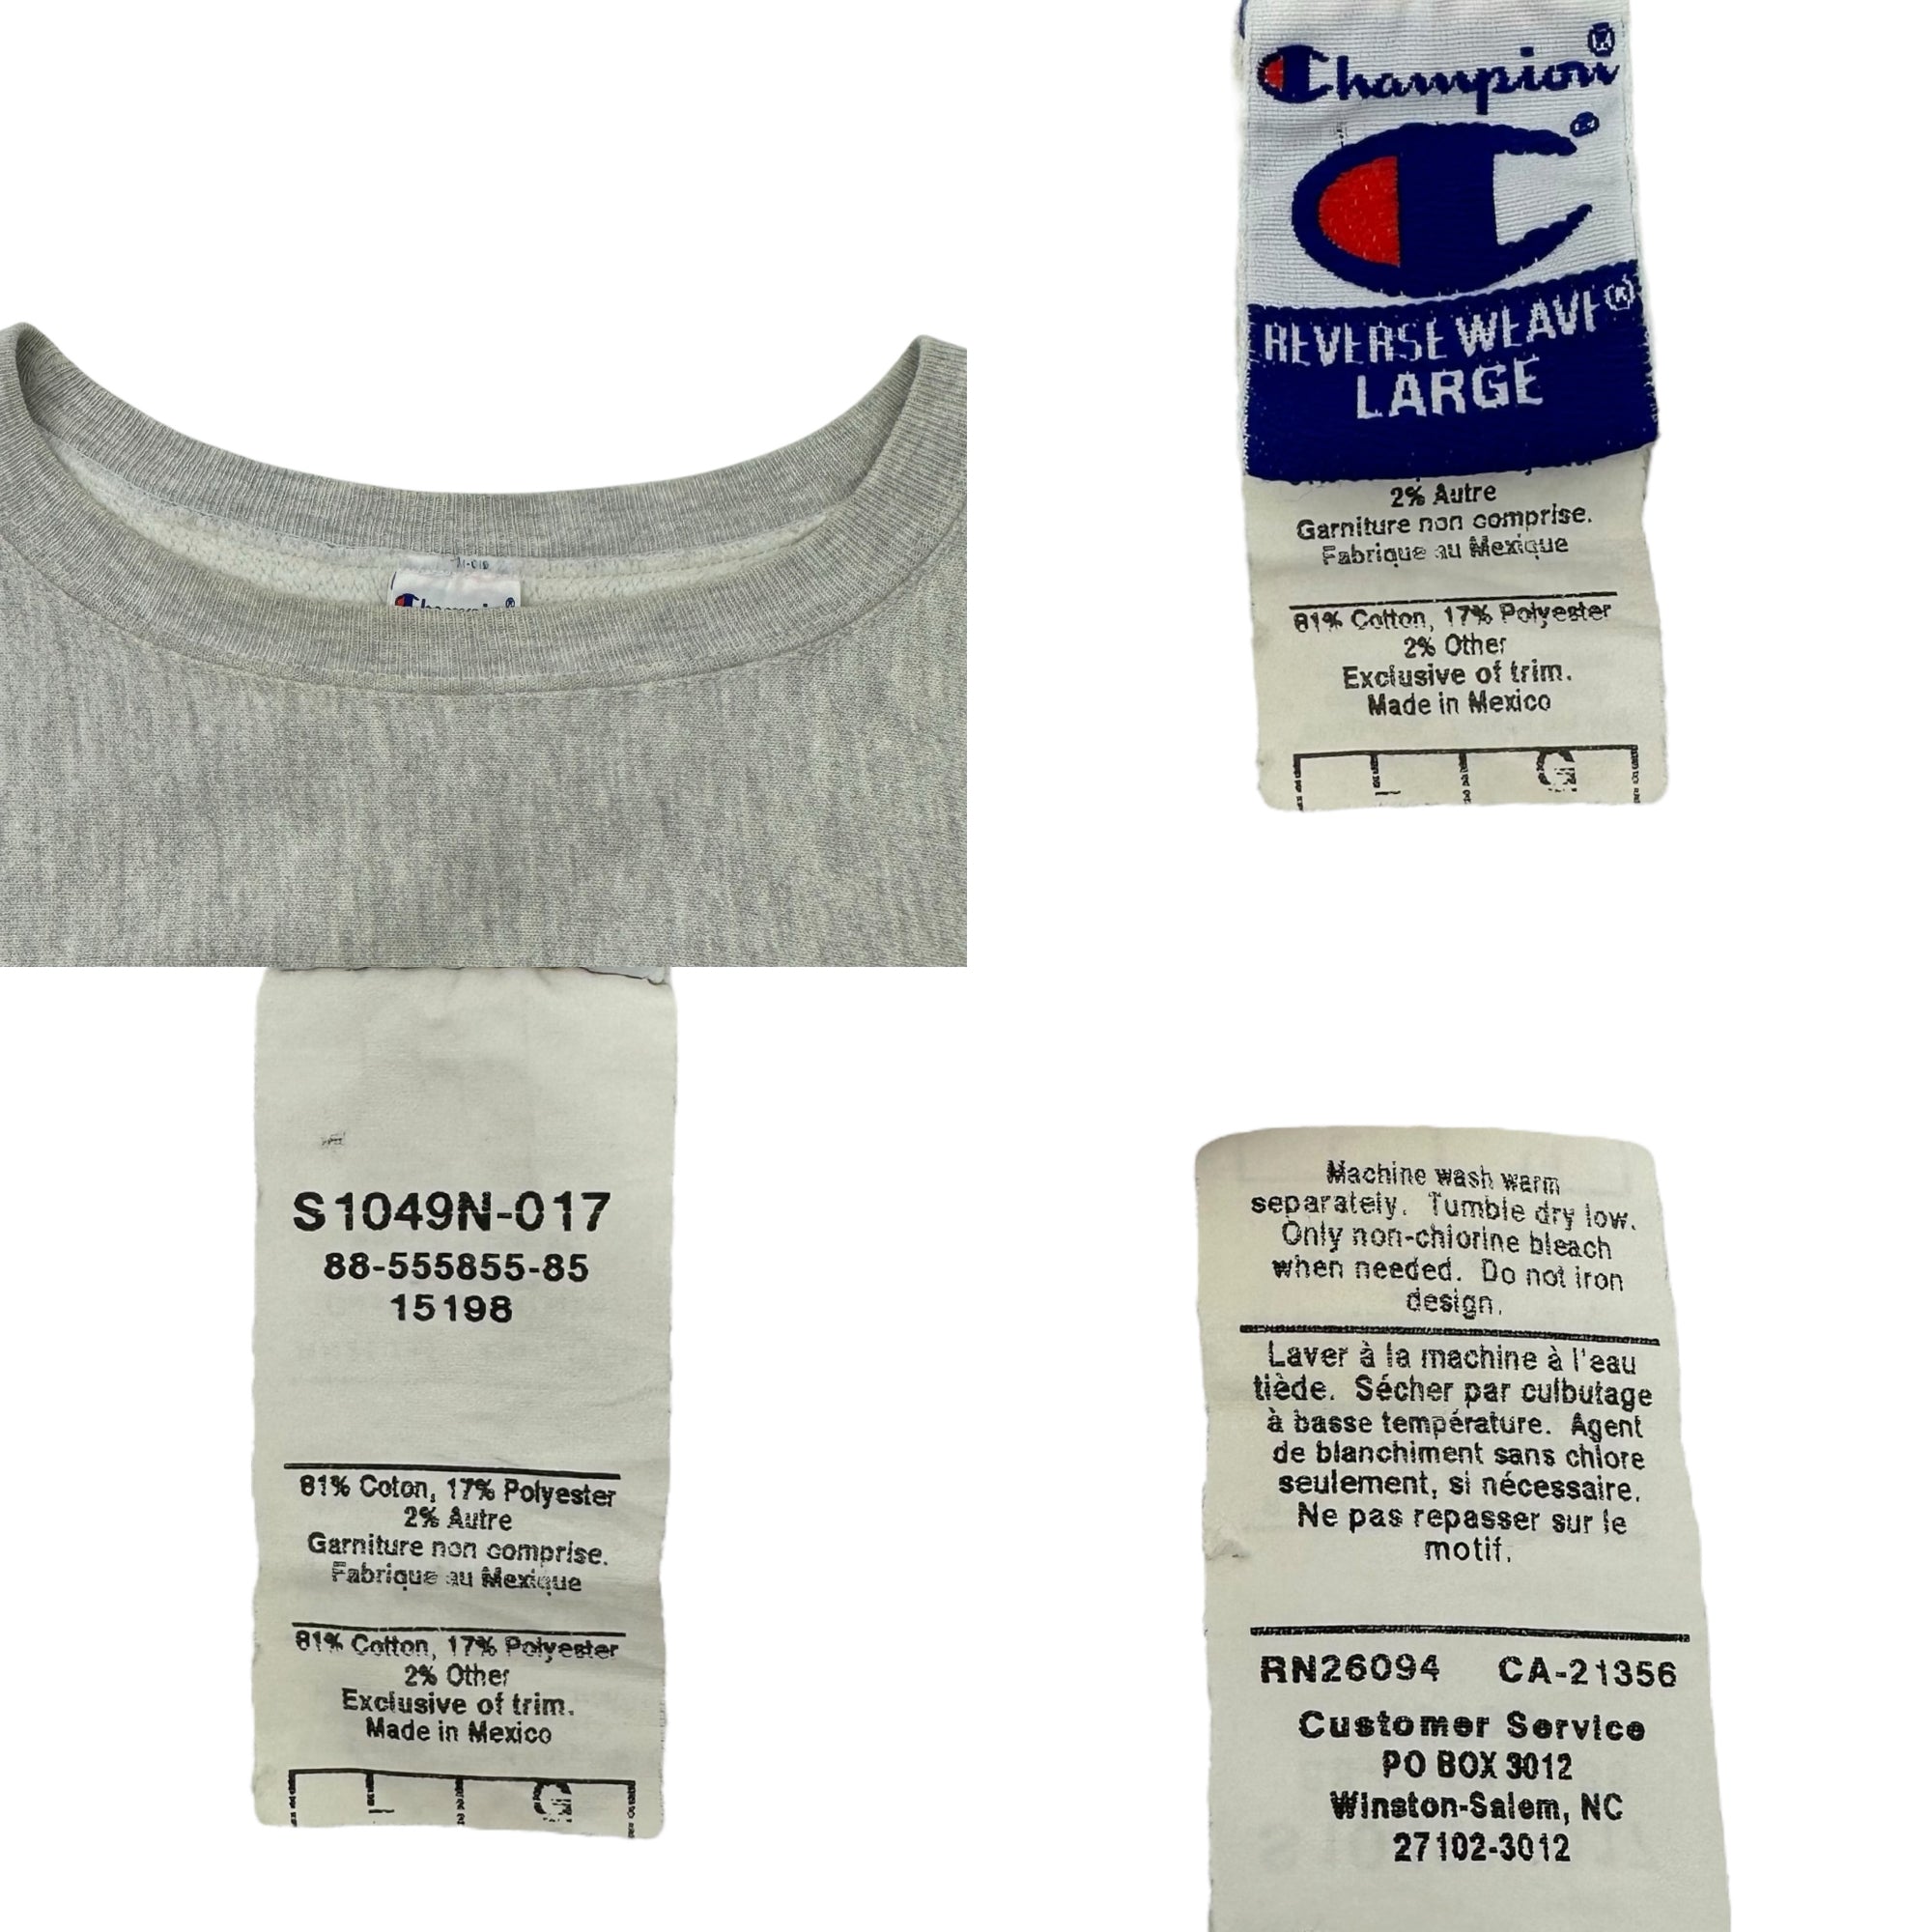 Champion®
Champion®
REVERSE WEAVE®
LARGE
2% Autre
Garniture non comprise.
Fabrique au Mexique
81% Cotton, 17% Polyester
2% Other
Exclusive of trim.
Made in Mexico
L G
S1049N-017
88-555855-85
15198
81% Coton, 17% Polyester
2% Autre
Garniture non comprise.
Fabrique au Mexique
81% Cotton, 17% Polyester
2% Other
Exclusive of trim.
Made in Mexico
L G
Machine wash warm
separately. Tumble dry low.
Only non-chlorine bleach
when needed. Do not iron
design.
Laver à la machine à l'eau
tiède. Sécher par culbutage
à basse température. Agent
de blanchiment sans chlore
seulement, si nécessaire.
Ne pas repasser sur le
motif.
RN26094 CA-21356
Customer Service
PO BOX 3012
Winston-Salem, NC
27102-3012